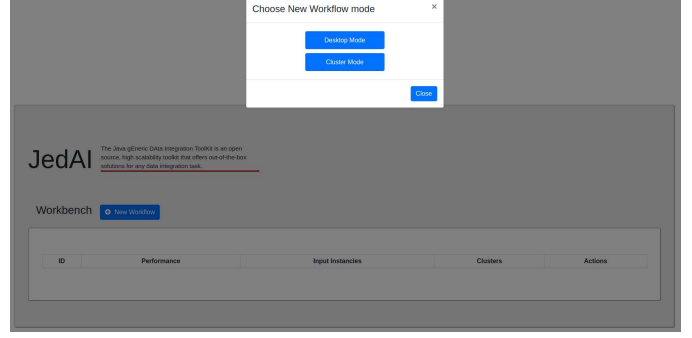 Choose New Workflow mode ×
Desktop Mode
Cluster Mode
Close
JedAI
The Java gEneric DAta Integration ToolKit is an open
source, high scalability toolkit that offers out-of-the-box
solutions for any data integration task.
Workbench
New Workflow
ID Performance Input Instancies Clusters Actions